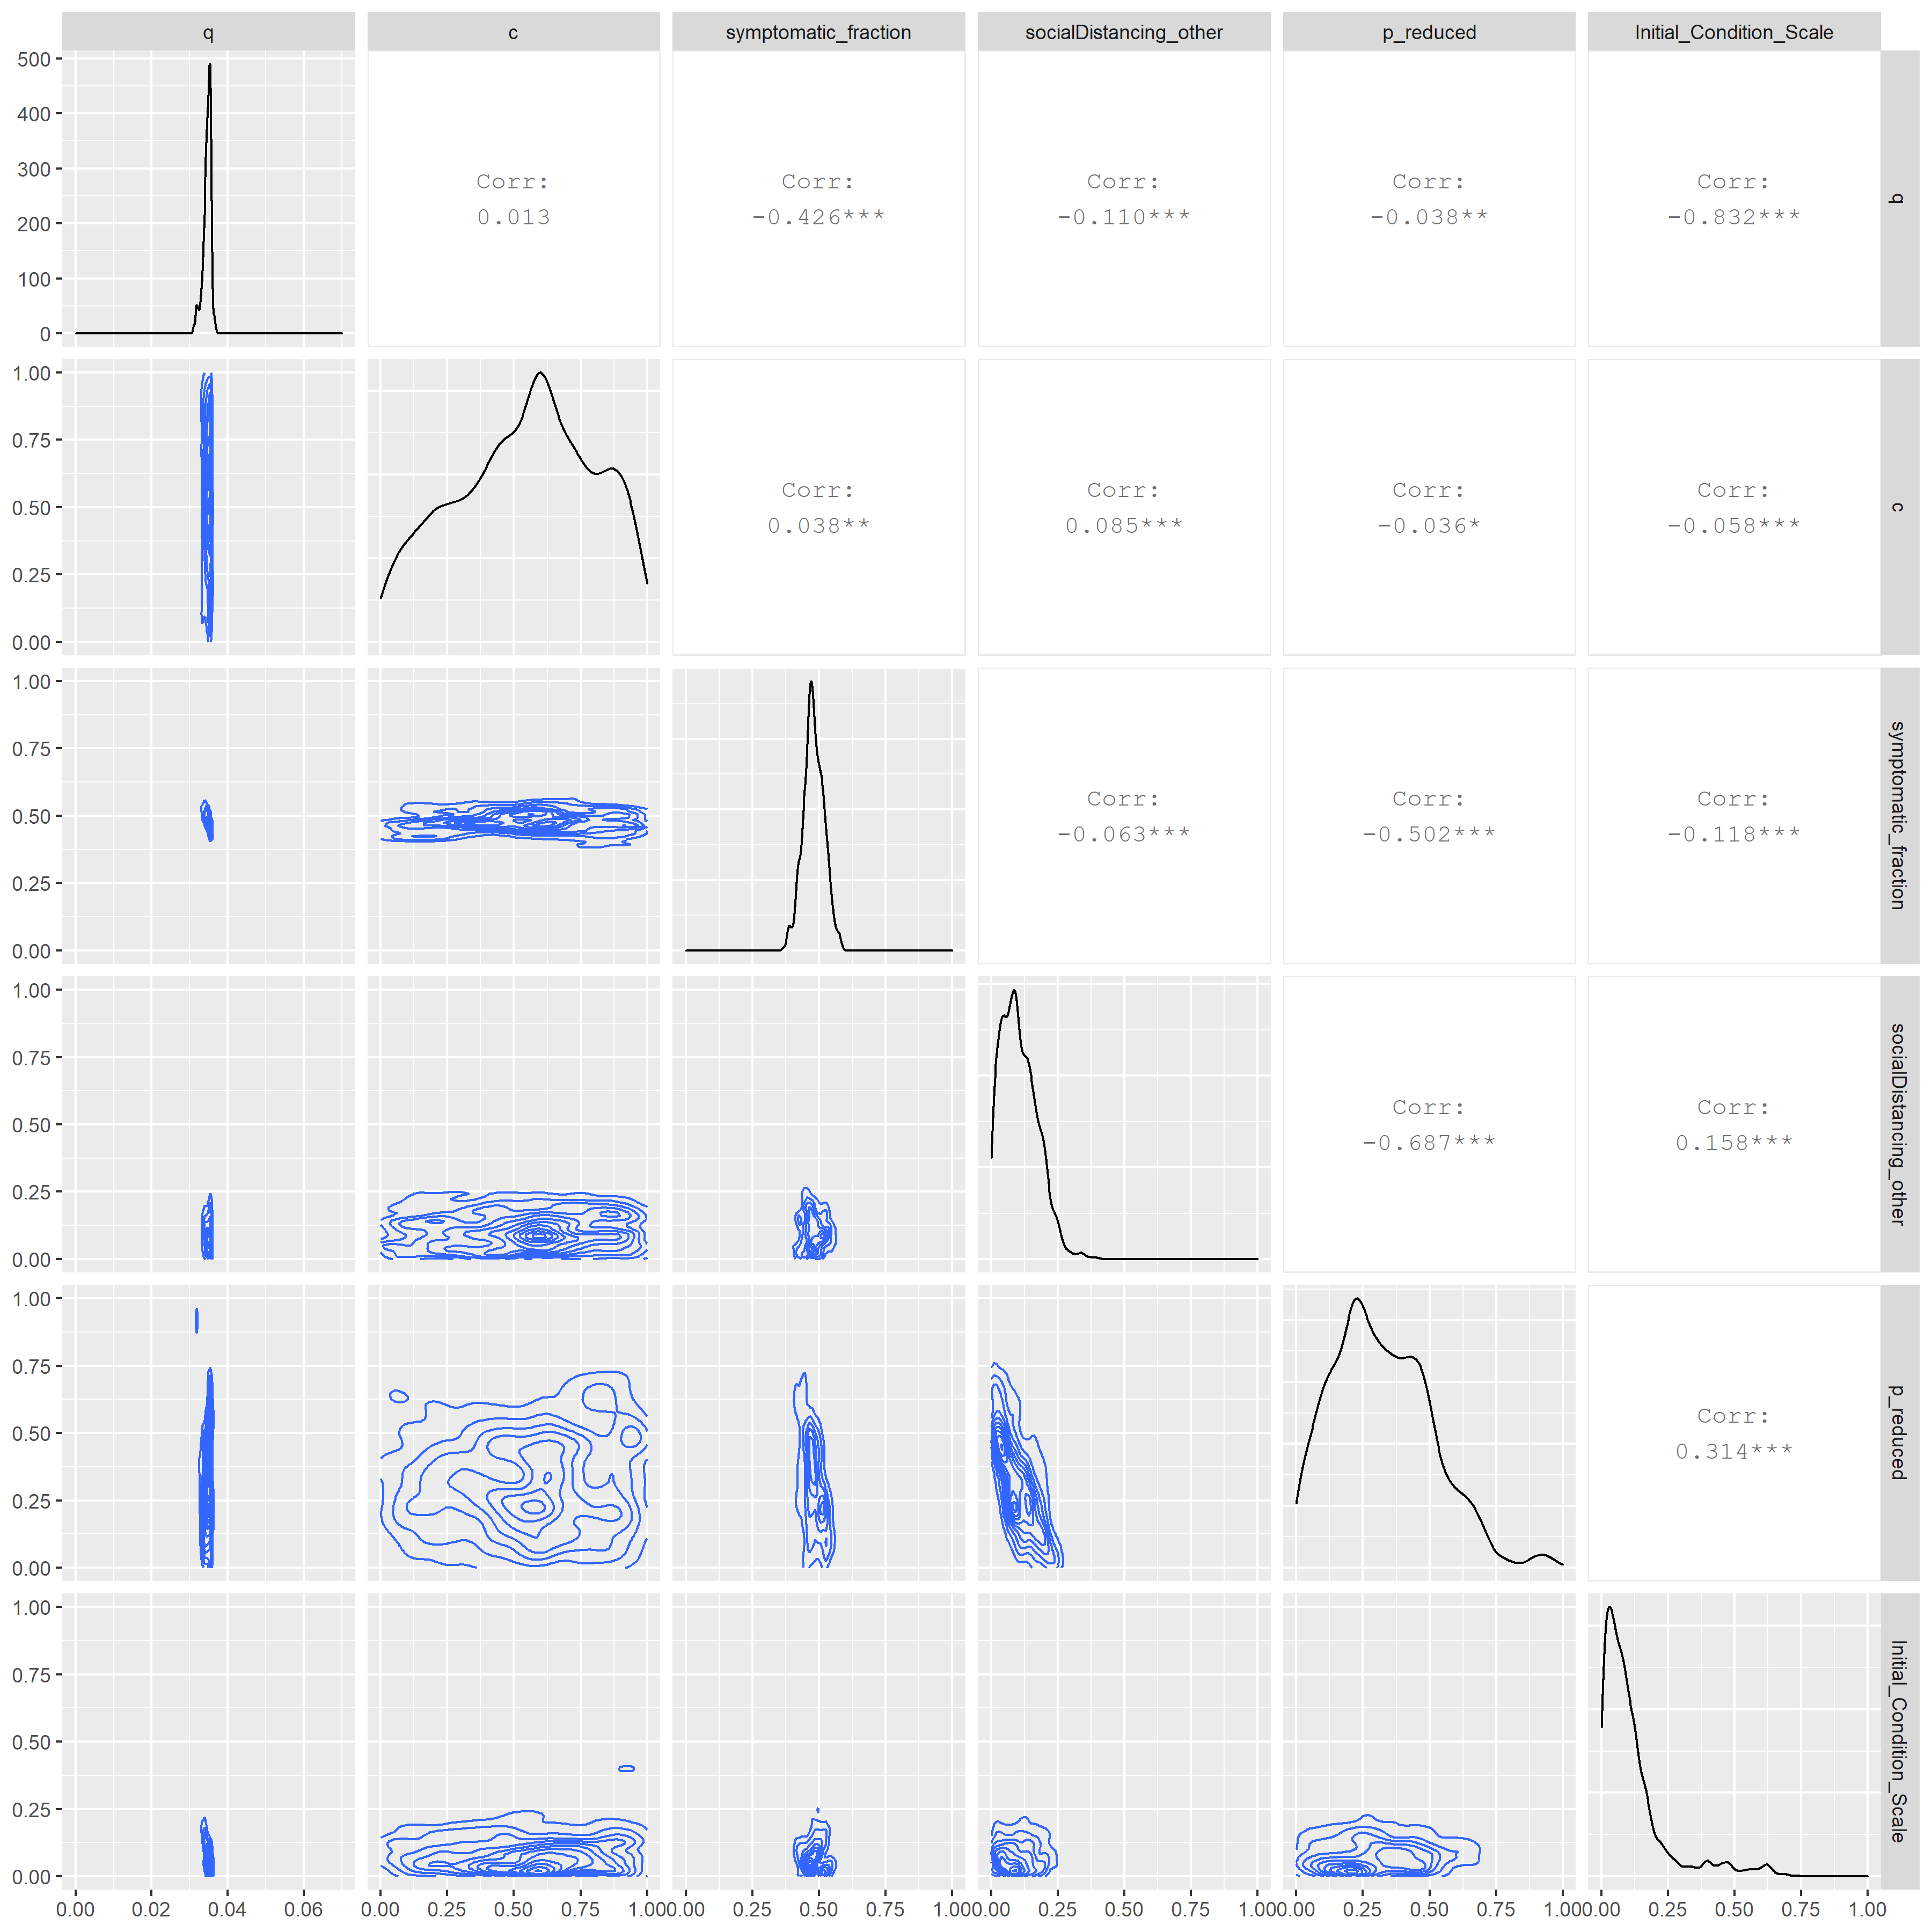 q c symptomatic_fraction socialDistancing_other p_reduced Initial_Condition_Scale
500
400
300
200
100
0
Corr:
0.013
Corr:
-0.426***
Corr:
-0.110***
Corr:
-0.038**
Corr:
-0.832***
q
1.00
0.75
0.50
0.25
0.00
Corr:
0.038**
Corr:
0.085***
Corr:
-0.036*
Corr:
-0.058***
c
1.00
0.75
0.50
0.25
0.00
Corr:
-0.063***
Corr:
-0.502***
Corr:
-0.118***
symptomatic_fraction
1.00
0.75
0.50
0.25
0.00
Corr:
-0.687***
Corr:
0.158***
socialDistancing_other
1.00
0.75
0.50
0.25
0.00
Corr:
0.314***
p_reduced
1.00
0.75
0.50
0.25
0.00
Initial_Condition_Scale
0.00 0.02 0.04 0.06 0.00 0.25 0.50 0.75 1.00 0.00 0.25 0.50 0.75 1.00 0.00 0.25 0.50 0.75 1.00 0.00 0.25 0.50 0.75 1.00 0.00 0.25 0.50 0.75 1.00